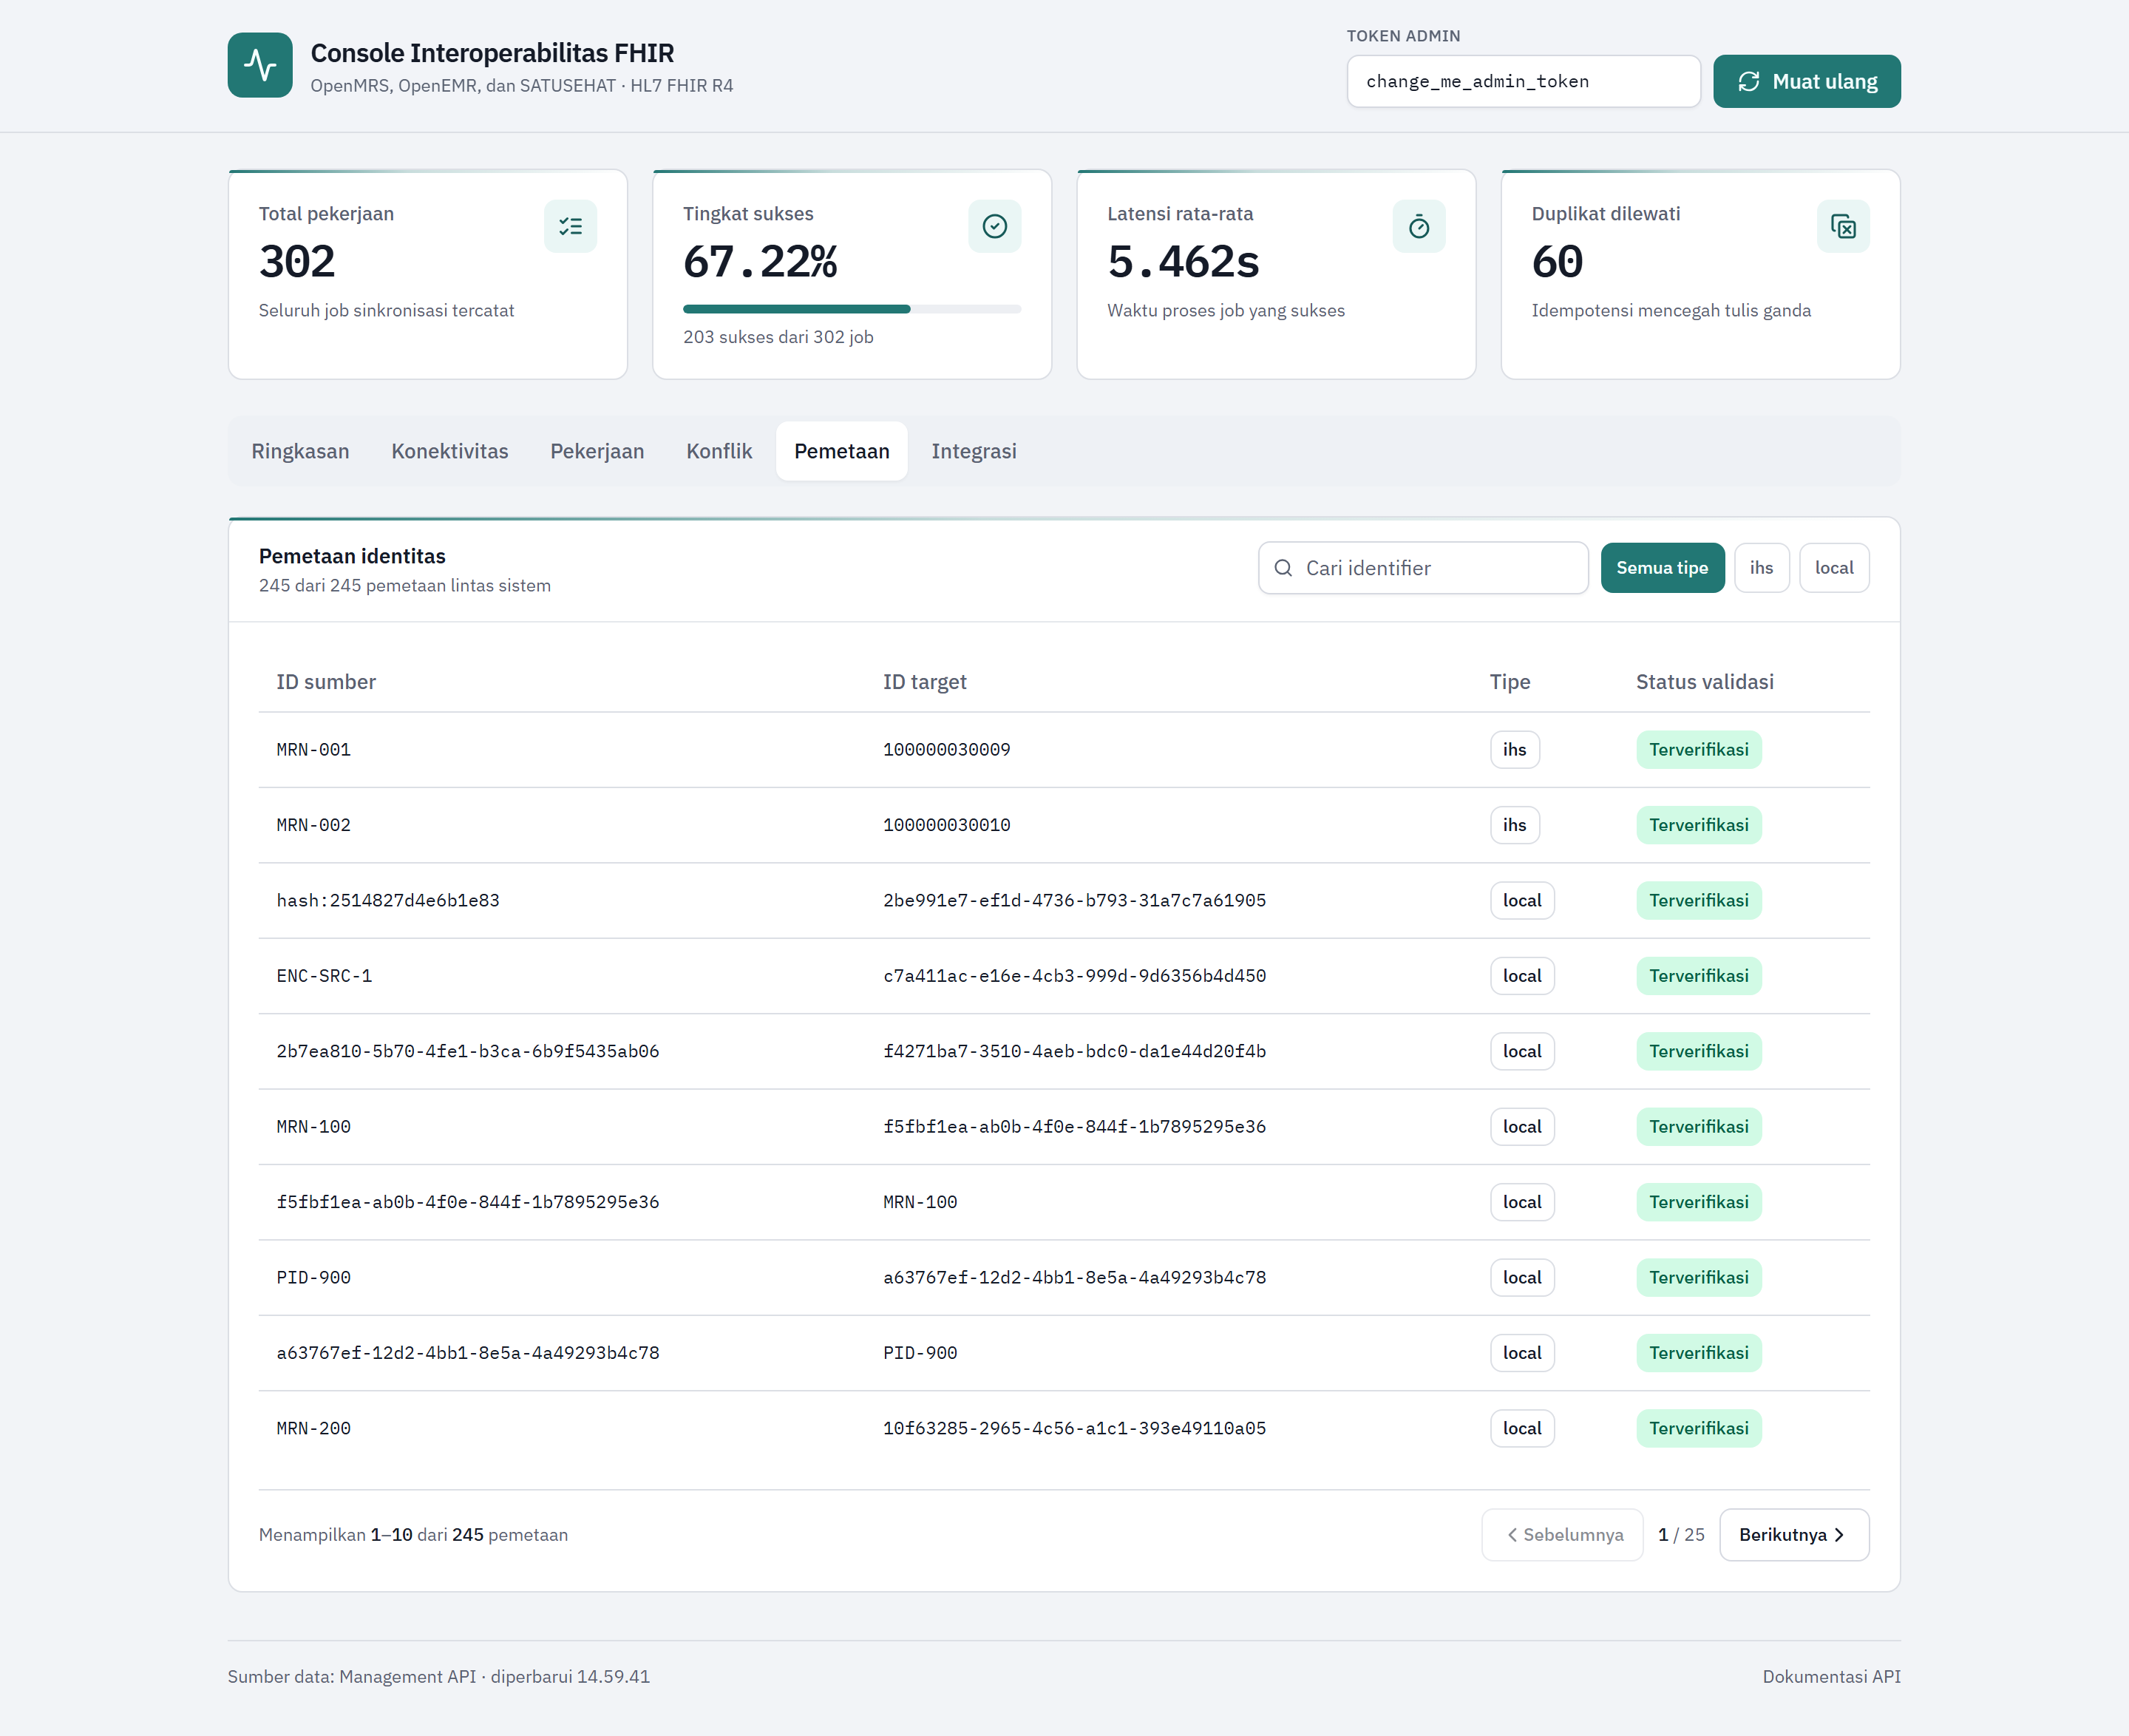 Console Interoperabilitas FHIR
OpenMRS, OpenEMR, dan SATUSEHAT · HL7 FHIR R4
TOKEN ADMIN
change_me_admin_token
Muat ulang
Total pekerjaan
302
Seluruh job sinkronisasi tercatat
Tingkat sukses
67.22%
203 sukses dari 302 job
Latensi rata-rata
5.462s
Waktu proses job yang sukses
Duplikat dilewati
60
Idempotensi mencegah tulis ganda
Ringkasan Konektivitas Pekerjaan Konflik Pemetaan Integrasi
Pemetaan identitas
245 dari 245 pemetaan lintas sistem
Cari identifier
Semua tipe ihs local
ID sumber ID target Tipe Status validasi
MRN-001 100000030009 ihs Terverifikasi
MRN-002 100000030010 ihs Terverifikasi
hash:2514827d4e6b1e83 2be991e7-ef1d-4736-b793-31a7c7a61905 local Terverifikasi
ENC-SRC-1 c7a411ac-e16e-4cb3-999d-9d6356b4d450 local Terverifikasi
2b7ea810-5b70-4fe1-b3ca-6b9f5435ab06 f4271ba7-3510-4aeb-bdc0-da1e44d20f4b local Terverifikasi
MRN-100 f5fbf1ea-ab0b-4f0e-844f-1b7895295e36 local Terverifikasi
f5fbf1ea-ab0b-4f0e-844f-1b7895295e36 MRN-100 local Terverifikasi
PID-900 a63767ef-12d2-4bb1-8e5a-4a49293b4c78 local Terverifikasi
a63767ef-12d2-4bb1-8e5a-4a49293b4c78 PID-900 local Terverifikasi
MRN-200 10f63285-2965-4c56-a1c1-393e49110a05 local Terverifikasi
Menampilkan 1–10 dari 245 pemetaan
Sebelumnya 1 / 25 Berikutnya
Sumber data: Management API · diperbarui 14.59.41
Dokumentasi API